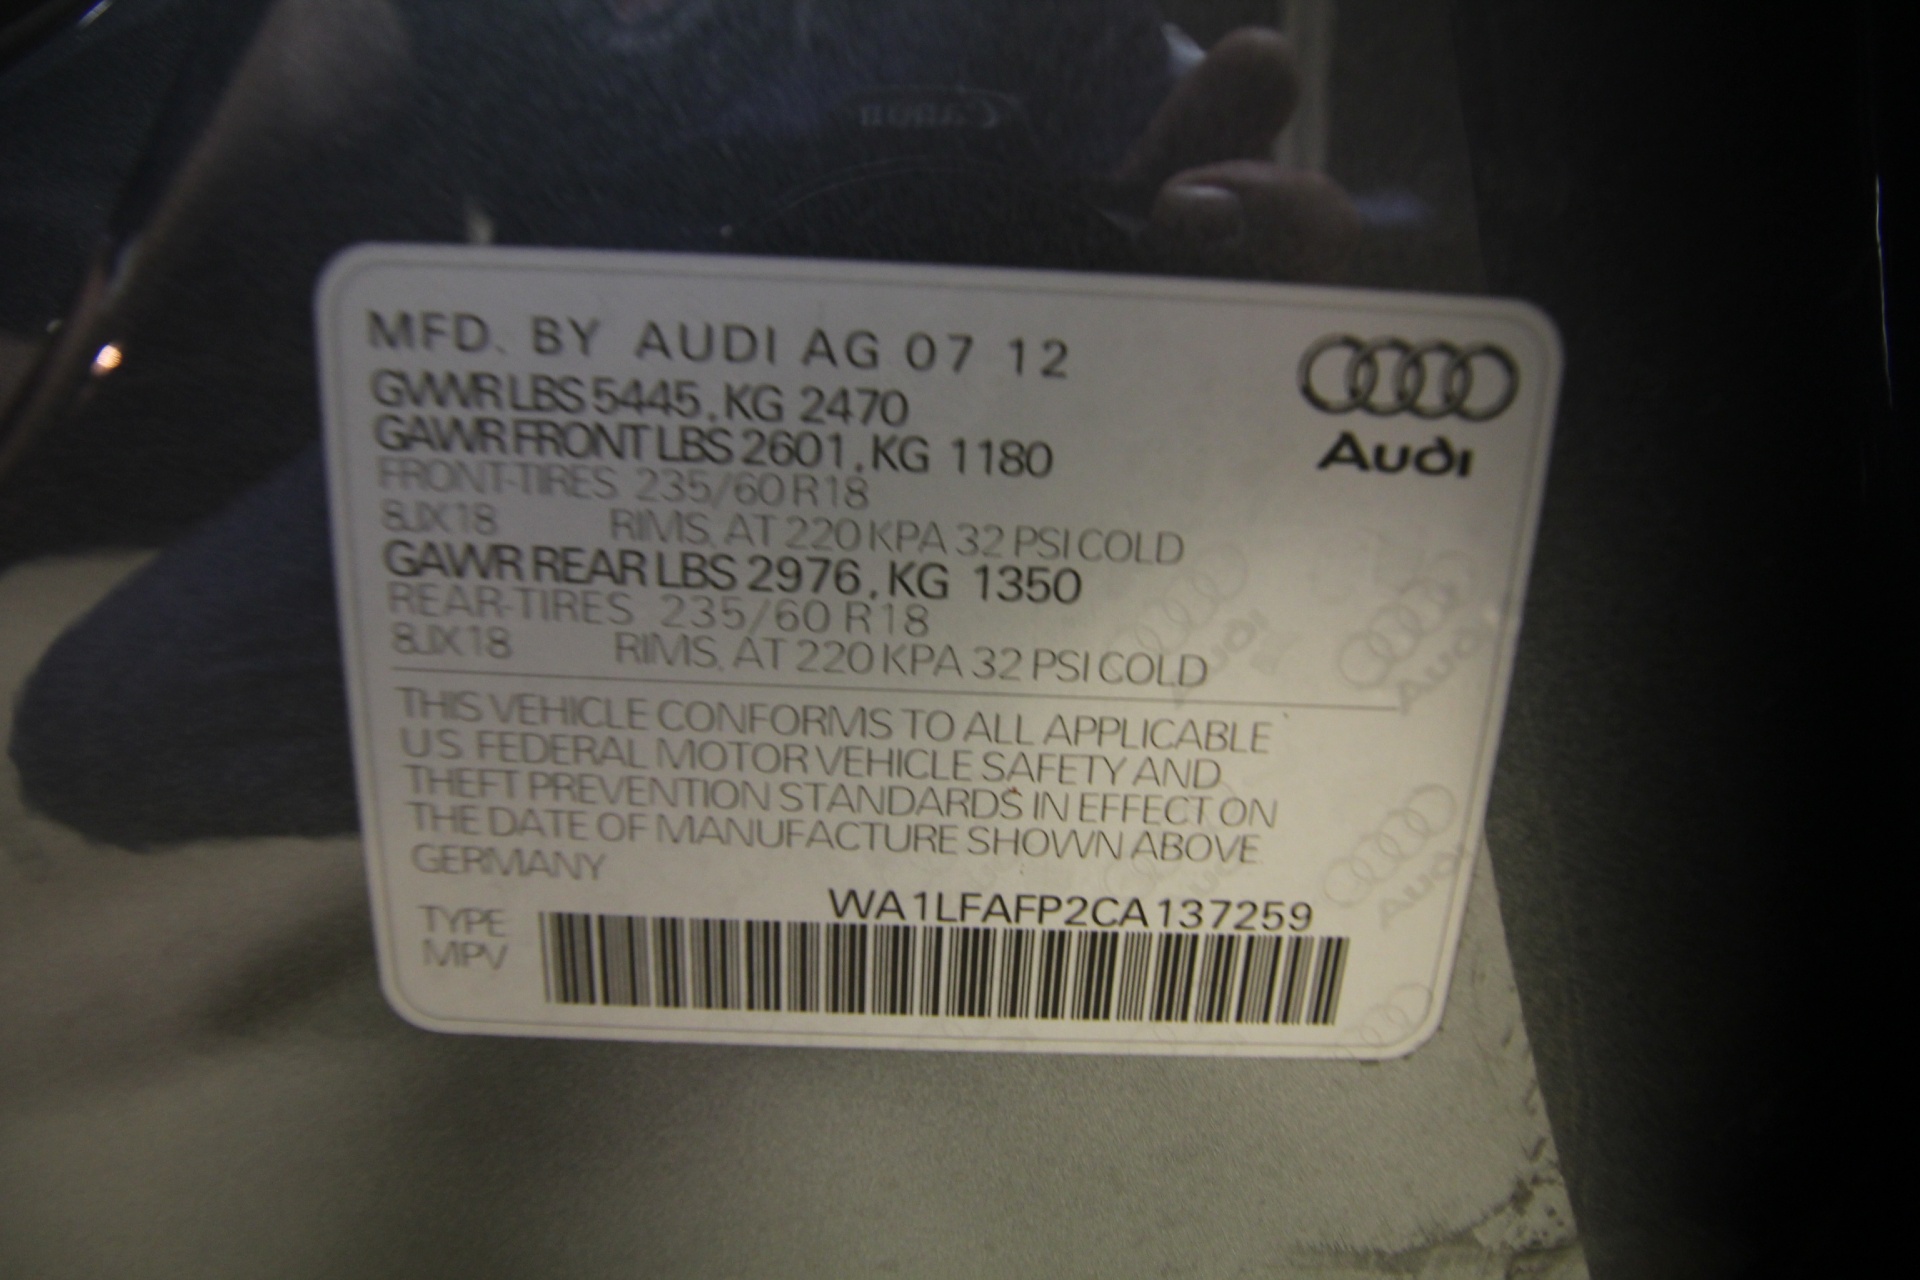 MFD. BY AUDI AG 07 12
GVWR LBS 5445, KG 2470
GAWR FRONT LBS 2601, KG 1180
FRONT-TIRES 235/60 R18
8JX18 RIMS, AT 220 KPA 32 PSI COLD
GAWR REAR LBS 2976, KG 1350
REAR-TIRES 235/60 R18
8JX18 RIMS, AT 220 KPA 32 PSI COLD
Audi
THIS VEHICLE CONFORMS TO ALL APPLICABLE
U.S. FEDERAL MOTOR VEHICLE SAFETY AND
THEFT PREVENTION STANDARDS IN EFFECT ON
THE DATE OF MANUFACTURE SHOWN ABOVE.
GERMANY
WA1LFAFP2CA137259
TYPE
MPV